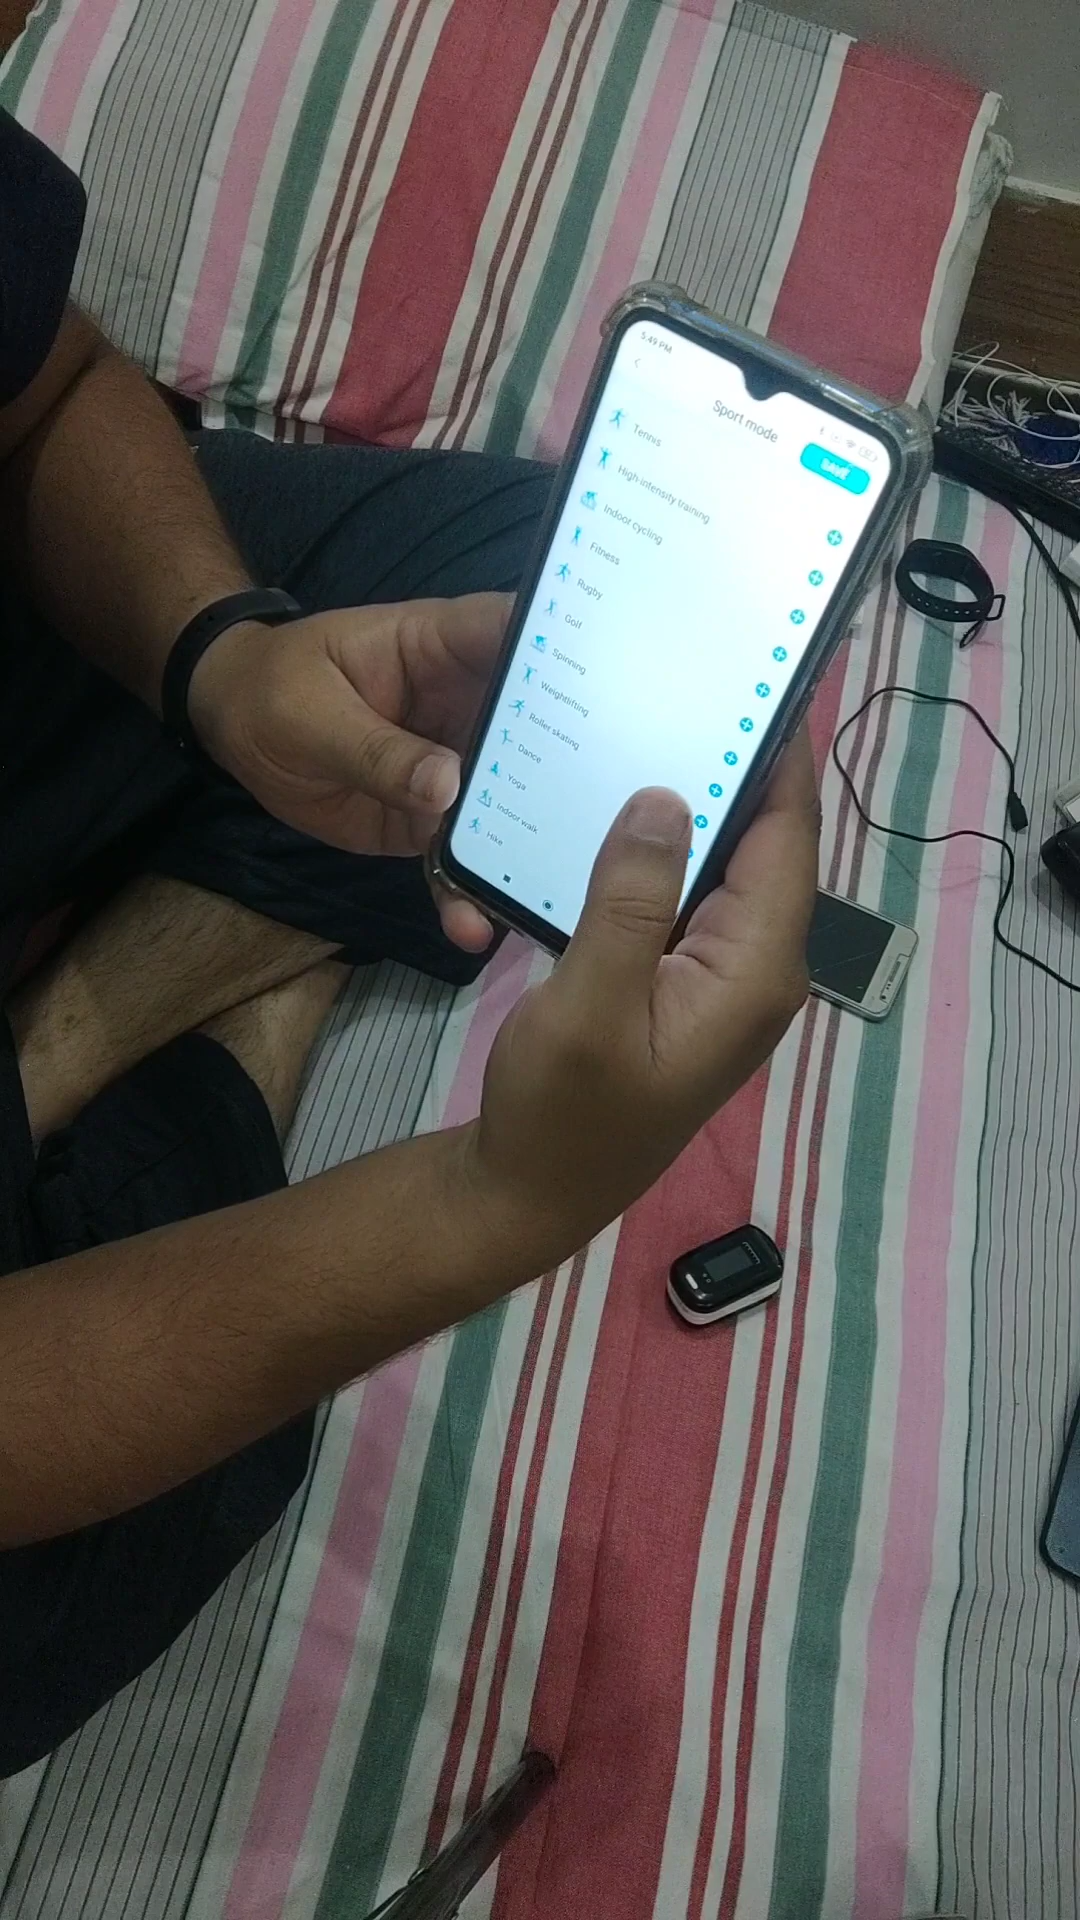 5:49 PM
Sport mode
SAVE
Tennis
High intensity training
Indoor cycling
Fitness
Rugby
Golf
Spinning
Weightlifting
Roller skating
Dance
Yoga
Indoor walk
Hike